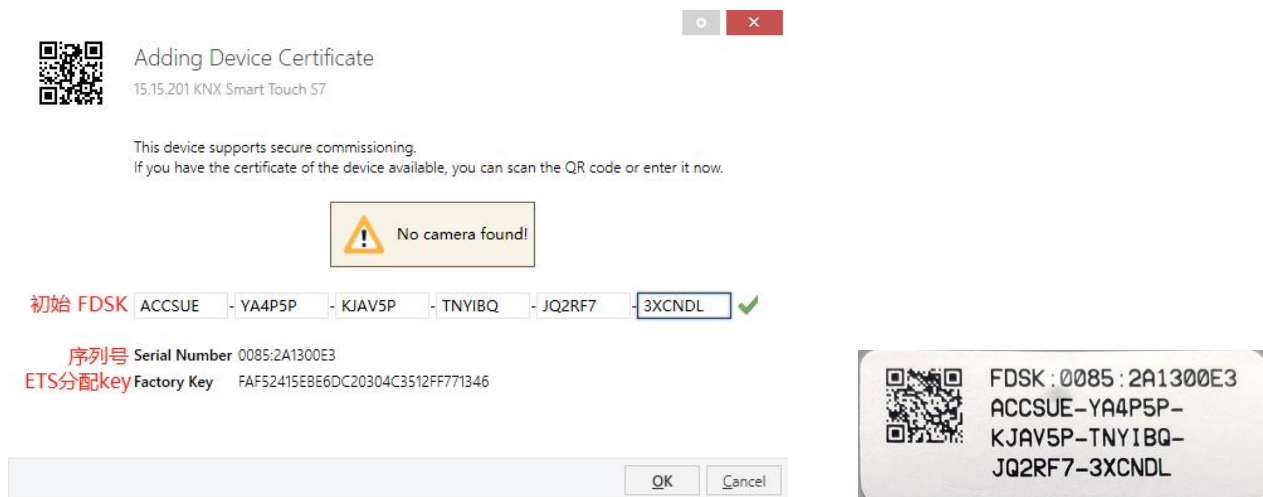 Adding Device Certificate
15.15.201 KNX Smart Touch S7
This device supports secure commissioning.
If you have the certificate of the device available, you can scan the QR code or enter it now.
No camera found!
初始 FDSK ACCSUE - YA4P5P - KJAV5P - TNYIBQ - JQ2RF7 - 3XCNDL
序列号 Serial Number 0085:2A1300E3
ETS分配key Factory Key FAF52415EBE6DC20304C3512FF771346
OK Cancel
FDSK:0085:2A1300E3
ACCSUE-YA4P5P-
KJAV5P-TNYIBQ-
JQ2RF7-3XCNDL